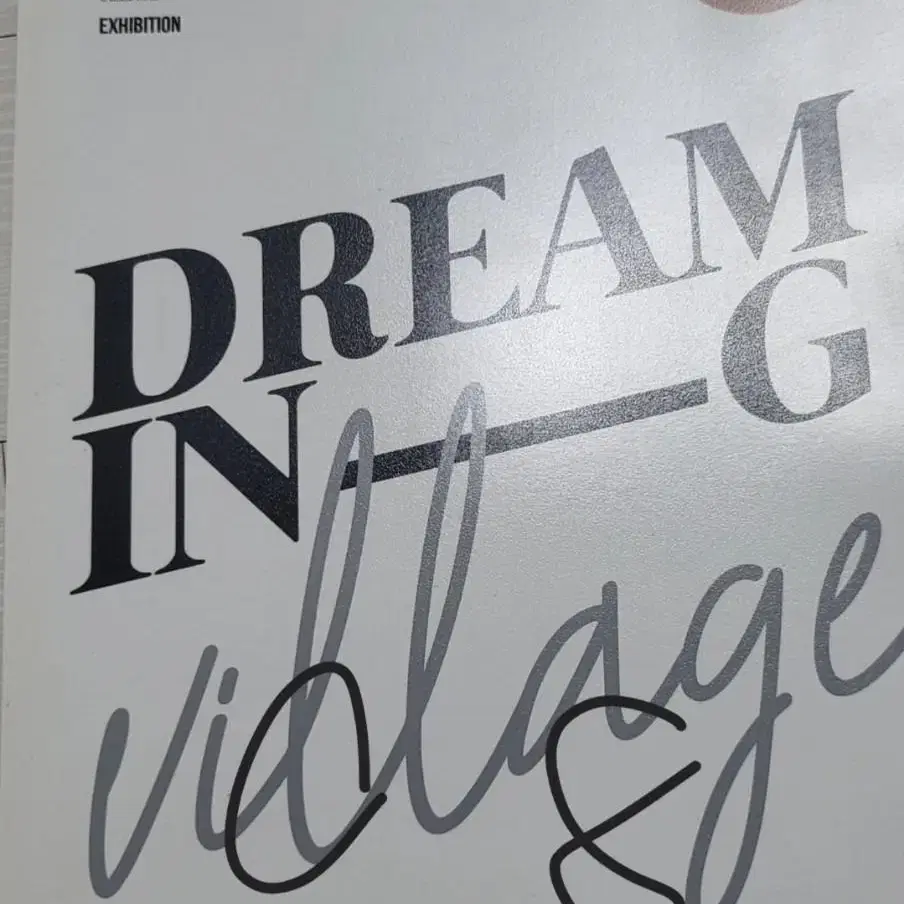 EXHIBITION
DREAM
IN—G
village